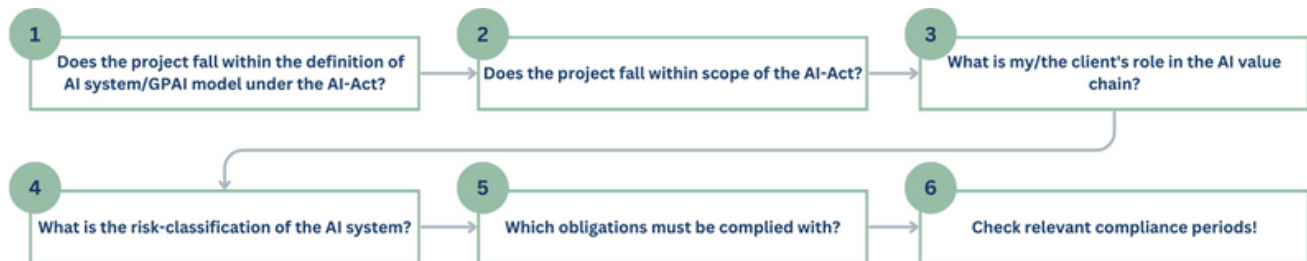 1
Does the project fall within the definition of
AI system/GPAI model under the AI-Act?
2
Does the project fall within scope of the AI-Act?
3
What is my/the client's role in the AI value
chain?
4
What is the risk-classification of the AI system?
5
Which obligations must be complied with?
6
Check relevant compliance periods!